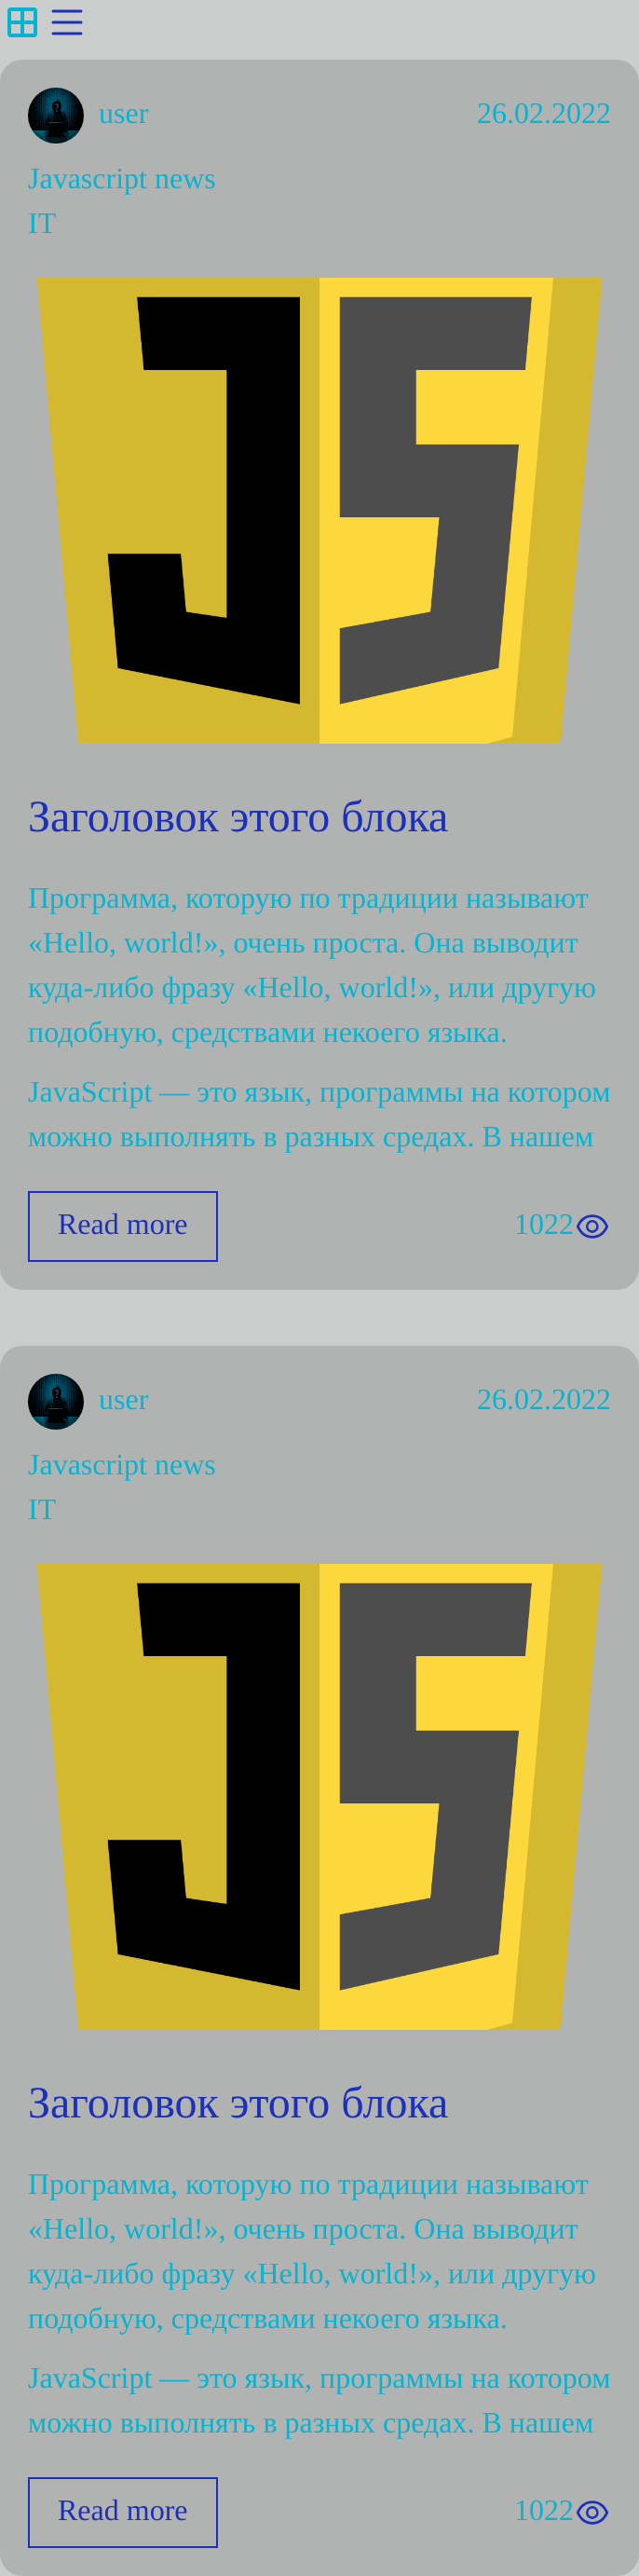 user 26.02.2022
Javascript news
IT
JS
Заголовок этого блока
Программа, которую по традиции называют
«Hello, world!», очень проста. Она выводит
куда-либо фразу «Hello, world!», или другую
подобную, средствами некоего языка.
JavaScript — это язык, программы на котором
можно выполнять в разных средах. В нашем
Read more 1022
user 26.02.2022
Javascript news
IT
JS
Заголовок этого блока
Программа, которую по традиции называют
«Hello, world!», очень проста. Она выводит
куда-либо фразу «Hello, world!», или другую
подобную, средствами некоего языка.
JavaScript — это язык, программы на котором
можно выполнять в разных средах. В нашем
Read more 1022